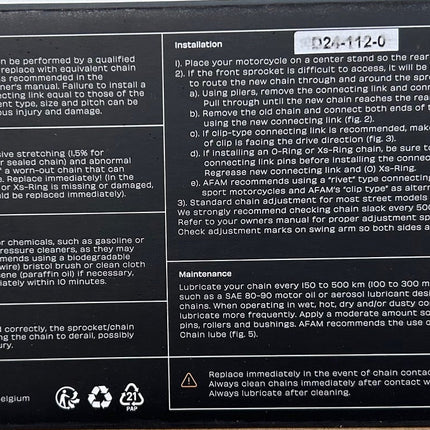 n be performed by a qualified
replace with equivalent chain
s recommended in the
ner's manual. Failure to install a
ecting link equal to those of the
ent type, size and pitch can be
ous injury and damage.
sive stretching (1,5% for
r sealed chain) and abnormal
f a worn-out chain that can
. Replace immediately! (In the
or Xs-Ring is missing or damaged,
uld be replaced immediately).
r chemicals, such as gasoline or
ressure cleaners, as they may
mends using a biodegradable
wire) bristol brush or clean cloth
ene (paraffin oil) if necessary,
iately within 10 minutes.
d correctly, the sprocket/chain
ng the chain to derail, possibly
ury.
elgium
21
PAP
Installation
D24-112-0
1). Place your motorcycle on a center stand so the rear
2). If the front sprocket is difficult to access, it will be
to route the new chain through and around the spro
a). Using pliers, remove the connecting link and conn
Pull through until the new chain reaches the rear
b). Remove the old chain and connect both ends of t
using the new connecting link (fig. 2).
c). If clip-type connecting link is recommended, make
of clip is facing the drive direction (fig. 3).
d). If installing an O-Ring or Xs-Ring chain, be sure to
connecting link pins before installing the connec
Regrease new connecting link and (O) Xs-Ring.
e). AFAM recommends using a "rivet" type connecting
sport motorcycles and AFAM's "clip type" as altern
3). Standard chain adjustment for most street models
We strongly recommend checking chain slack every 500
Refer to your owners manual for proper adjustment sp
Check adjustment marks on swing arm so both sides a
Maintenance
Lubricate your chain every 150 to 500 km (100 to 300 m
such as a SAE 80-90 motor oil or aerosol lubricant desi
chains. When operating in wet, hot, dry and/or dusty co
lubricate more frequently. Apply a moderate amount so
pins, rollers and bushings. AFAM recommends the use o
Chain lube (fig. 5).
Replace immediately in the event of chain contac
Always clean chains immediately after contact w
Always lubricate after cleaning.